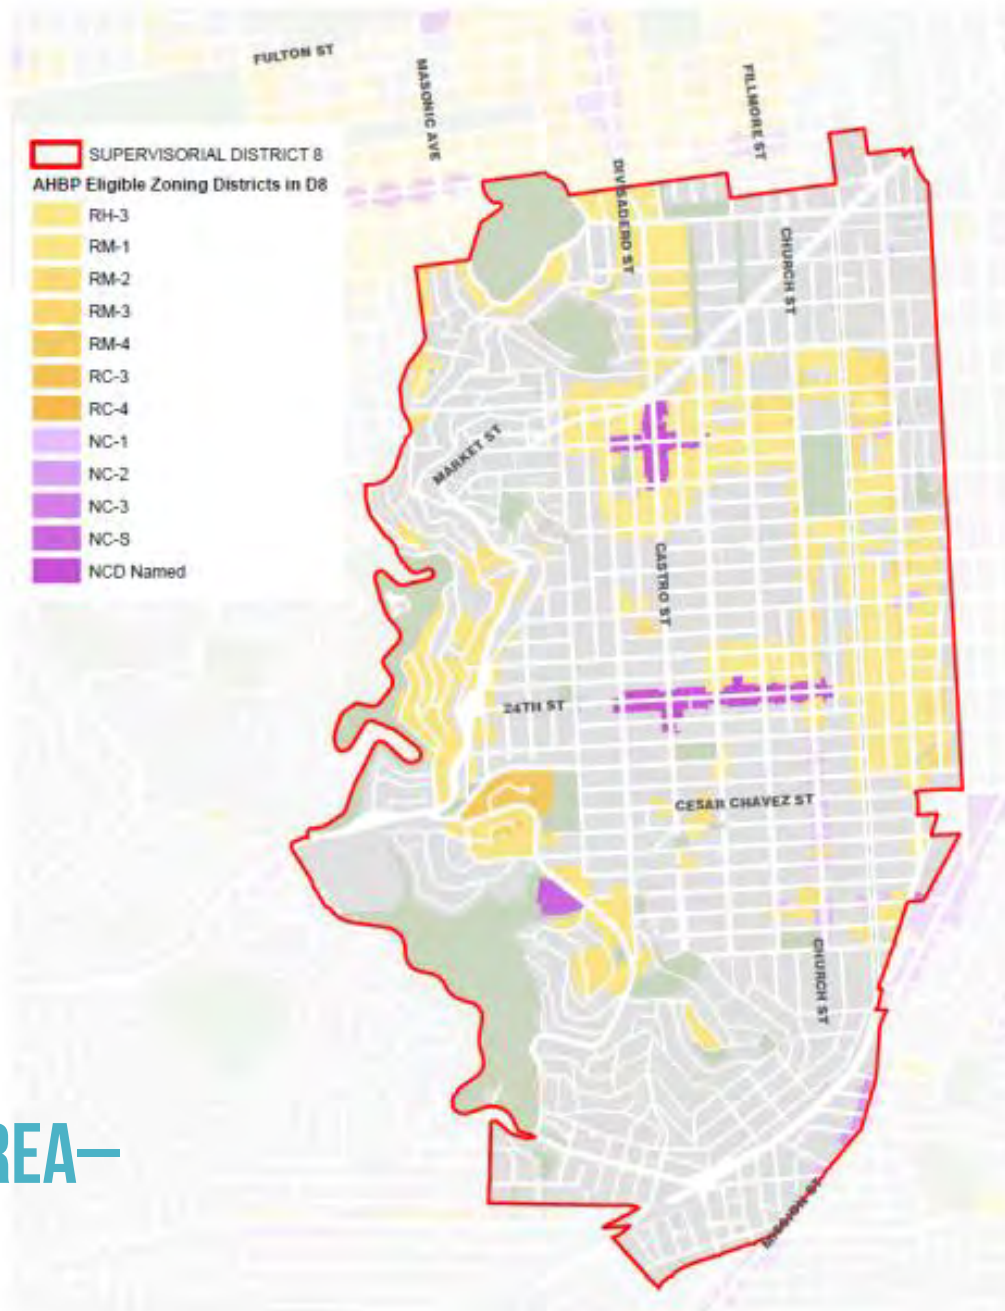 FULTON ST
MASONIC AVE
FILLMORE ST
SUPERVISORIAL DISTRICT 8
AHBP Eligible Zoning Districts in D8
RH-3
RM-1
RM-2
RM-3
RM-4
RC-3
RC-4
NC-1
NC-2
NC-3
NC-S
NCD Named
DIVISADERO ST
CHURCH ST
MARKET ST
CASTRO ST
24TH ST
CESAR CHAVEZ ST
CHURCH ST
REA—
MISSION ST